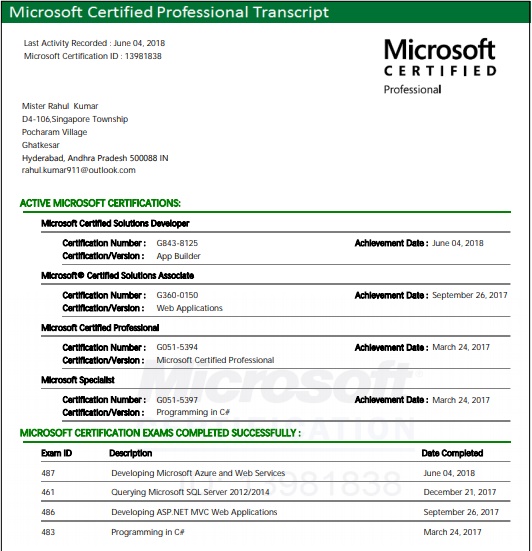 Microsoft Certified Professional Transcript
Last Activity Recorded : June 04, 2018
Microsoft Certification ID : 13981838
Microsoft
CERTIFIED
Professional
Mister Rahul Kumar
D4-106,Singapore Township
Pocharam Village
Ghatkesar
Hyderabad, Andhra Pradesh 500088 IN
rahul.kumar911@outlook.com
ACTIVE MICROSOFT CERTIFICATIONS:
Microsoft Certified Solutions Developer
Certification Number : G843-8125 Achievement Date : June 04, 2018
Certification/Version : App Builder
Microsoft® Certified Solutions Associate
Certification Number : G360-0150 Achievement Date : September 26, 2017
Certification/Version : Web Applications
Microsoft Certified Professional
Certification Number : G051-5394 Achievement Date : March 24, 2017
Certification/Version : Microsoft Certified Professional
Microsoft Specialist
Certification Number : G051-5397 Achievement Date : March 24, 2017
Certification/Version : Programming in C#
MICROSOFT CERTIFICATION EXAMS COMPLETED SUCCESSFULLY :
Exam ID Description Date Completed
487 Developing Microsoft Azure and Web Services June 04, 2018
461 Querying Microsoft SQL Server 2012/2014 December 21, 2017
486 Developing ASP.NET MVC Web Applications September 26, 2017
483 Programming in C# March 24, 2017
Microsoft
13981838